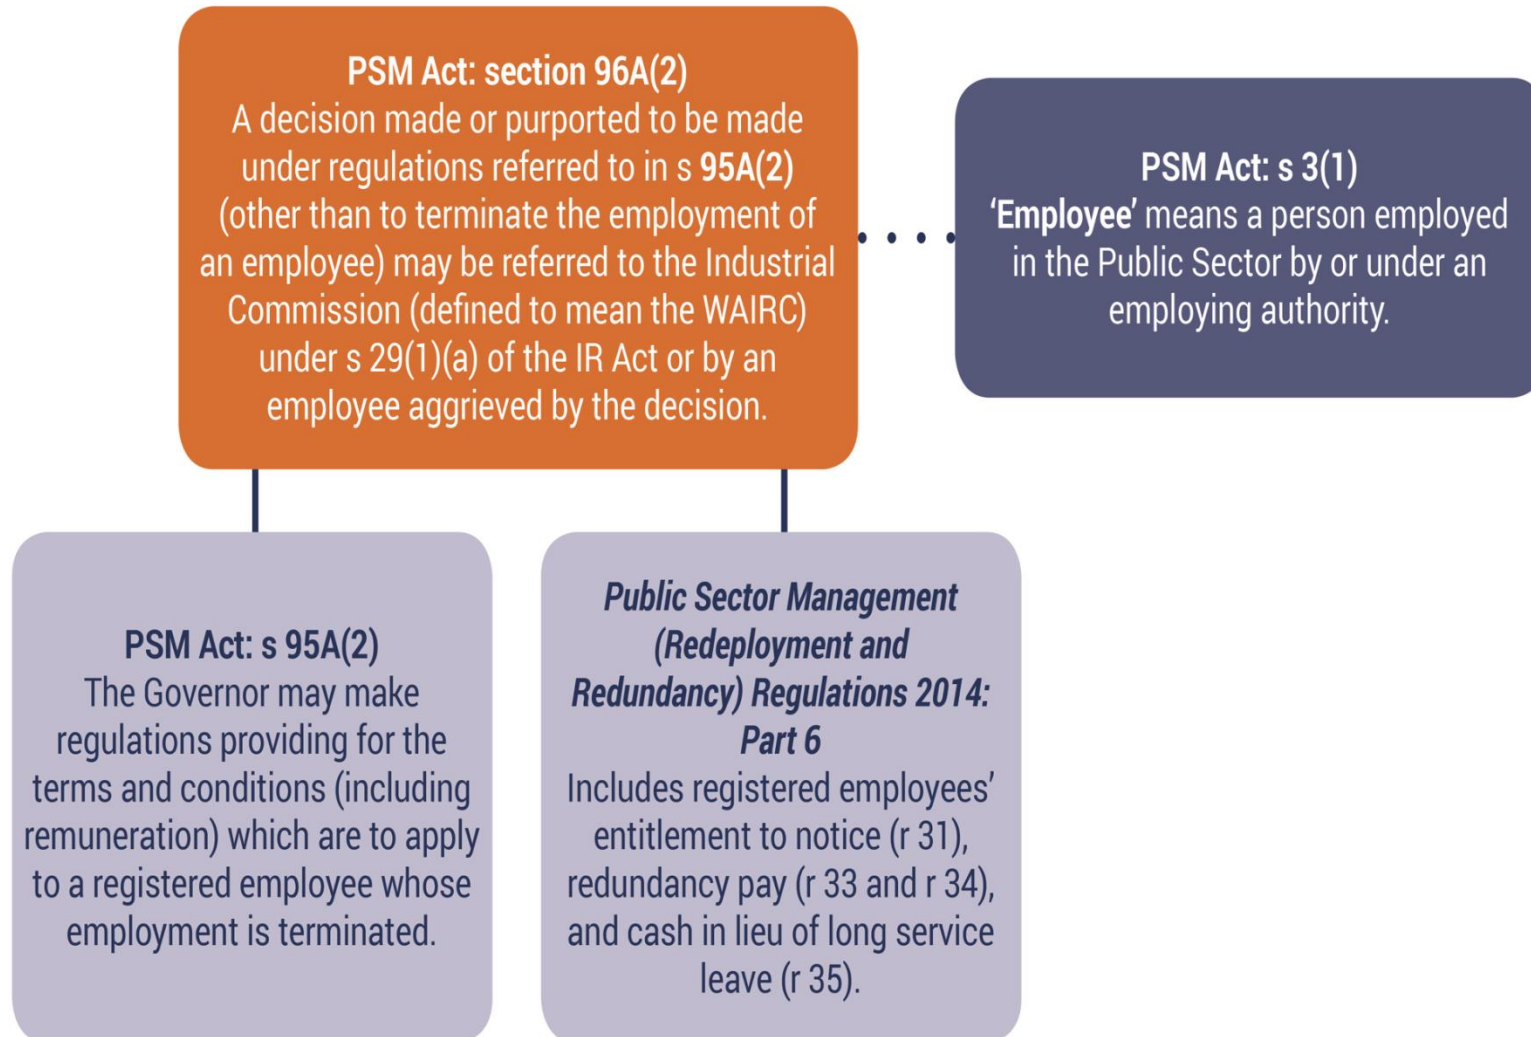 PSM Act: section 96A(2)
A decision made or purported to be made
under regulations referred to in s 95A(2)
(other than to terminate the employment of
an employee) may be referred to the Industrial
Commission (defined to mean the WAIRC)
under s 29(1)(a) of the IR Act or by an
employee aggrieved by the decision.
PSM Act: s 3(1)
‘Employee’ means a person employed
in the Public Sector by or under an
employing authority.
PSM Act: s 95A(2)
The Governor may make
regulations providing for the
terms and conditions (including
remuneration) which are to apply
to a registered employee whose
employment is terminated.
Public Sector Management
(Redeployment and
Redundancy) Regulations 2014:
Part 6
Includes registered employees’
entitlement to notice (r 31),
redundancy pay (r 33 and r 34),
and cash in lieu of long service
leave (r 35).